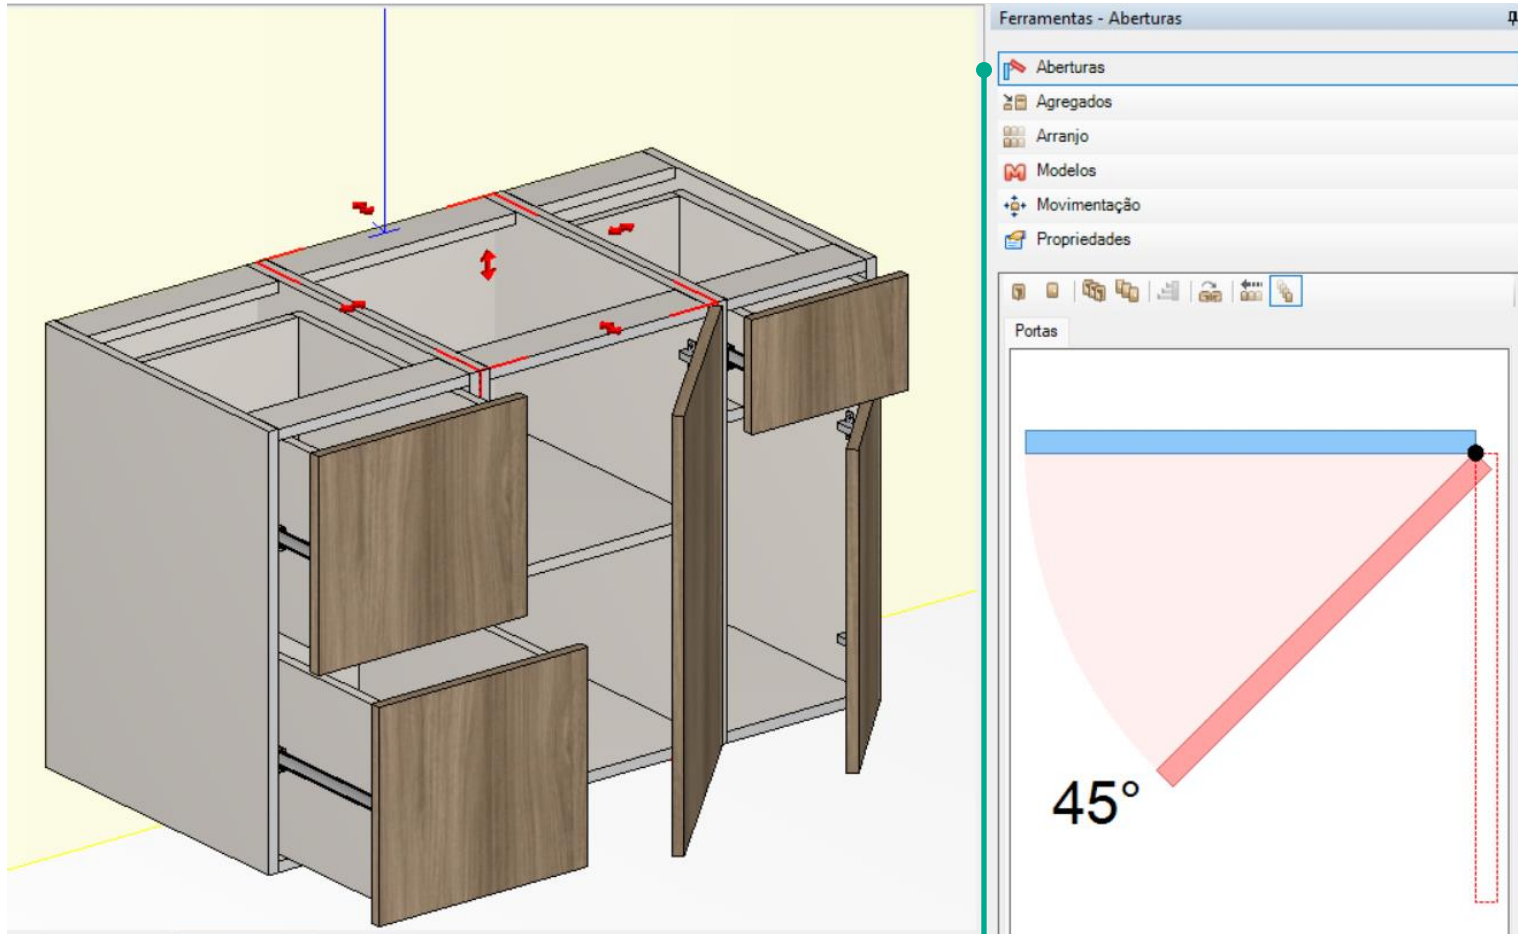 Ferramentas - Aberturas
Aberturas
Agregados
Arranjo
Modelos
Movimentação
Propriedades
Portas
45°